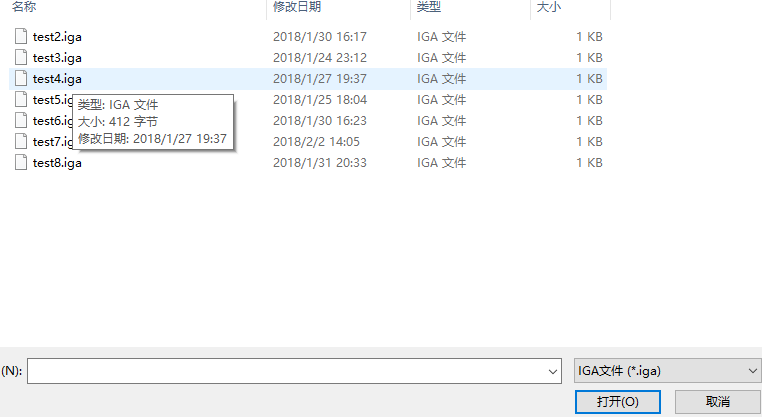 名称 修改日期 类型 大小
test2.iga 2018/1/30 16:17 IGA 文件 1 KB
test3.iga 2018/1/24 23:12 IGA 文件 1 KB
test4.iga 2018/1/27 19:37 IGA 文件 1 KB
test5.ig 2018/1/25 18:04 IGA 文件 1 KB
test6.ig 2018/1/30 16:23 IGA 文件 1 KB
test7.ig 2018/2/2 14:05 IGA 文件 1 KB
test8.iga 2018/1/31 20:33 IGA 文件 1 KB
类型: IGA 文件
大小: 412 字节
修改日期: 2018/1/27 19:37
(N): IGA文件 (*.iga)
打开(O) 取消